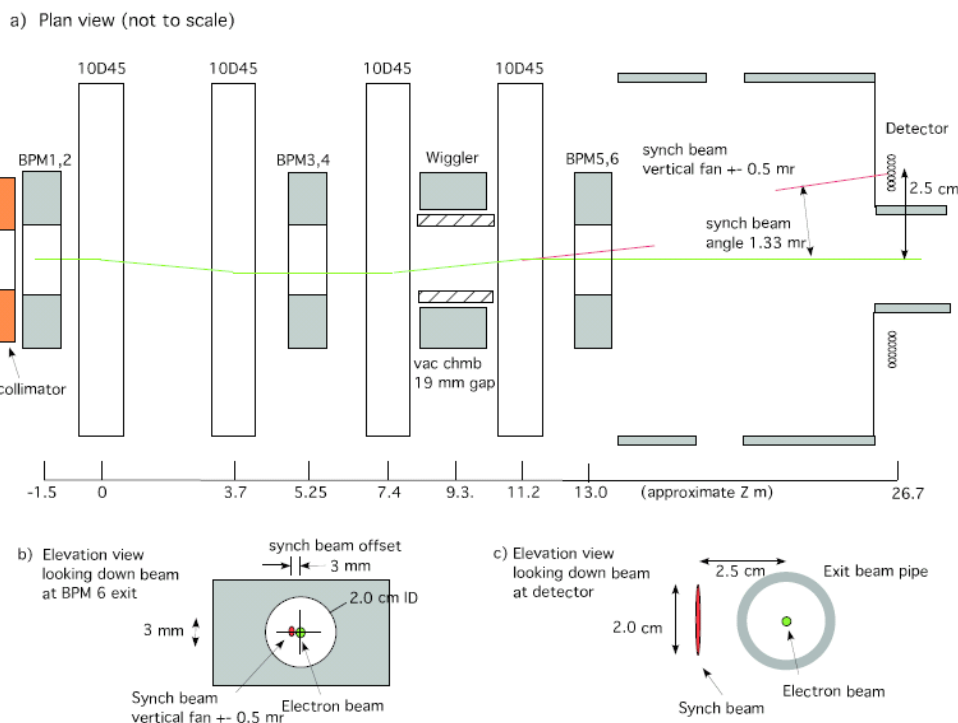 a) Plan view (not to scale)
10D45 10D45 10D45 10D45
Detector
BPM1,2 BPM3,4 Wiggler BPM5,6
synch beam
vertical fan +- 0.5 mr
2.5 cm
synch beam
angle 1.33 mr
vac chmb
19 mm gap
collimator
-1.5 0 3.7 5.25 7.4 9.3. 11.2 13.0 (approximate Z m) 26.7
b) Elevation view
looking down beam
at BPM 6 exit
synch beam offset
3 mm
2.0 cm ID
3 mm
Synch beam
vertical fan +- 0.5 mr
Electron beam
c) Elevation view
looking down beam
at detector
2.5 cm
Exit beam pipe
2.0 cm
Electron beam
Synch beam